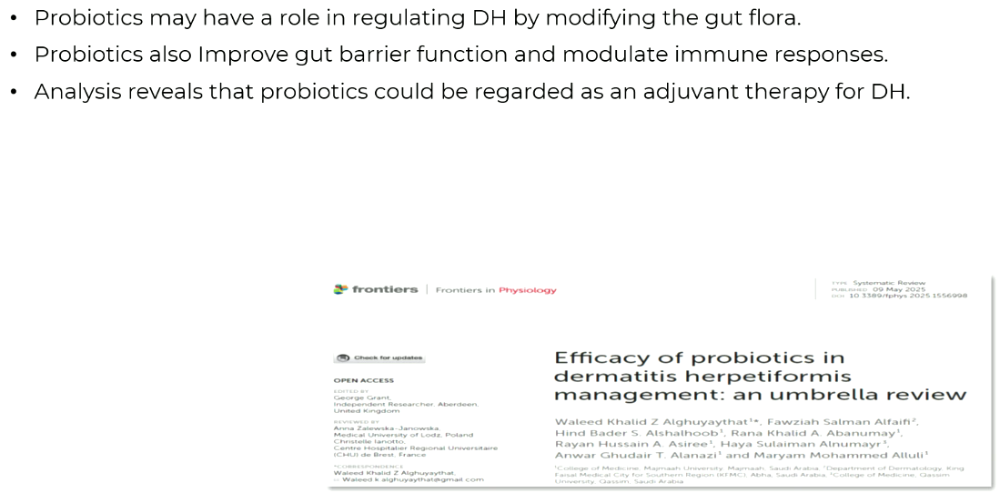 • Probiotics may have a role in regulating DH by modifying the gut flora.
• Probiotics also Improve gut barrier function and modulate immune responses.
• Analysis reveals that probiotics could be regarded as an adjuvant therapy for DH.
frontiers | Frontiers in Physiology
TYPE Systematic Review
PUBLISHED 09 May 2025
DOI 10.3389/fphys.2025.1556998
Check for updates
OPEN ACCESS
EDITED BY
George Grant,
Independent Researcher, Aberdeen,
United Kingdom
REVIEWED BY
Anna Zalewska-Janowska,
Medical University of Lodz, Poland
Christelle Ianotto,
Centre Hospitalier Regional Universitaire
(CHU) de Brest, France
*CORRESPONDENCE
Waleed Khalid Z Alghuyaythat,
Waleed.k.alghuyaythat@gmail.com
Efficacy of probiotics in
dermatitis herpetiformis
management: an umbrella review
Waleed Khalid Z Alghuyaythat¹*, Fawziah Salman Alfaifi²,
Hind Bader S. Alshalhoob¹, Rana Khalid A. Abanumay¹,
Rayan Hussain A. Asiree¹, Haya Sulaiman Alnumayr³,
Anwar Ghudair T. Alanazi¹ and Maryam Mohammed Alluli¹
¹College of Medicine, Majmaah University, Majmaah, Saudi Arabia, ²Department of Dermatology, King
Faisal Medical City for Southern Region (KFMC), Abha, Saudi Arabia, ³College of Medicine, Qassim
University, Qassim, Saudi Arabia